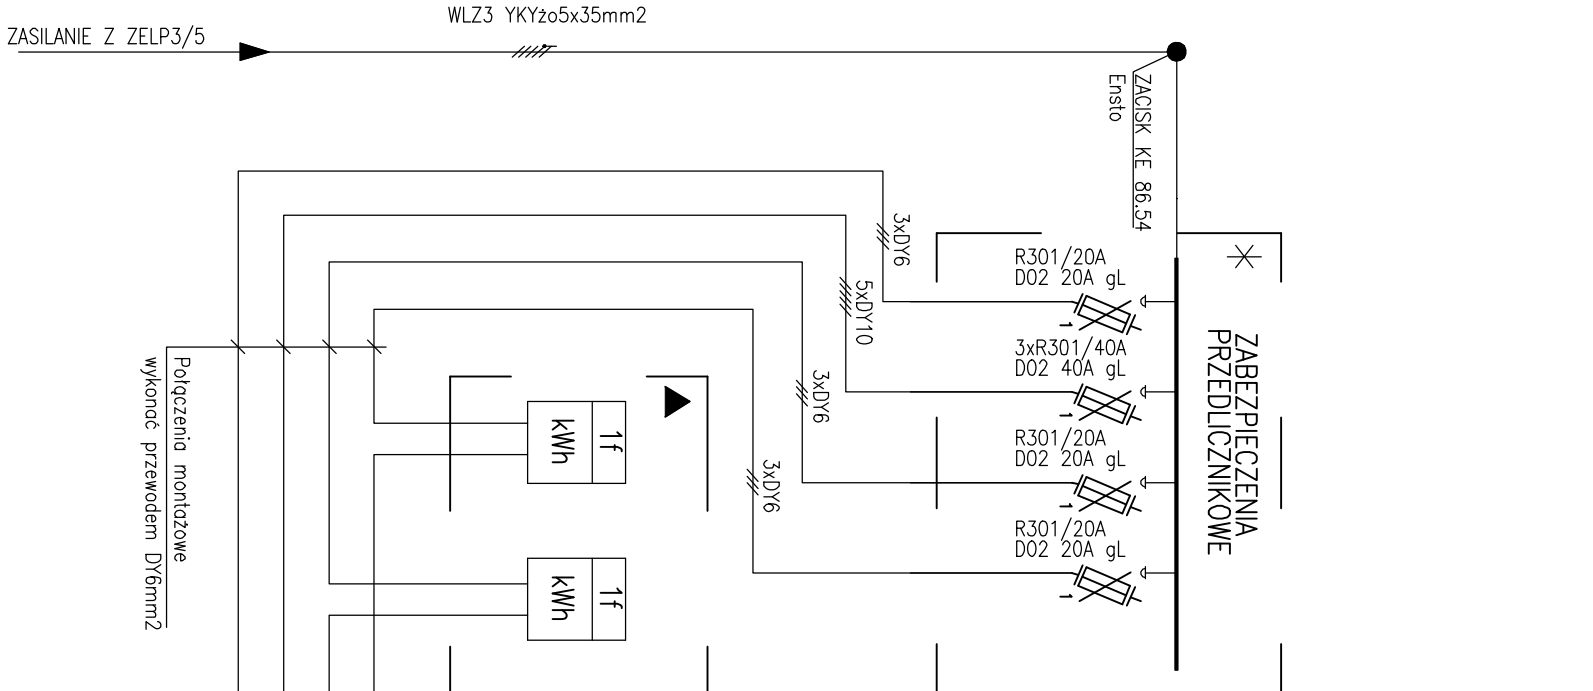 WLZ3 YKYżo5x35mm2
ZASILANIE Z ZELP3/5
ZACISK KE 86.54
Ensto
3xDY6
5xDY10
3xDY6
3xDY6
R301/20A
D02 20A gL
1
3xR301/40A
D02 40A gL
1
R301/20A
D02 20A gL
1
R301/20A
D02 20A gL
1
ZABEZPIECZENIA
PRZEDLICZNIKOWE
Połączenia montażowe
wykonać przewodem DY6mm2
1f
kWh
1f
kWh